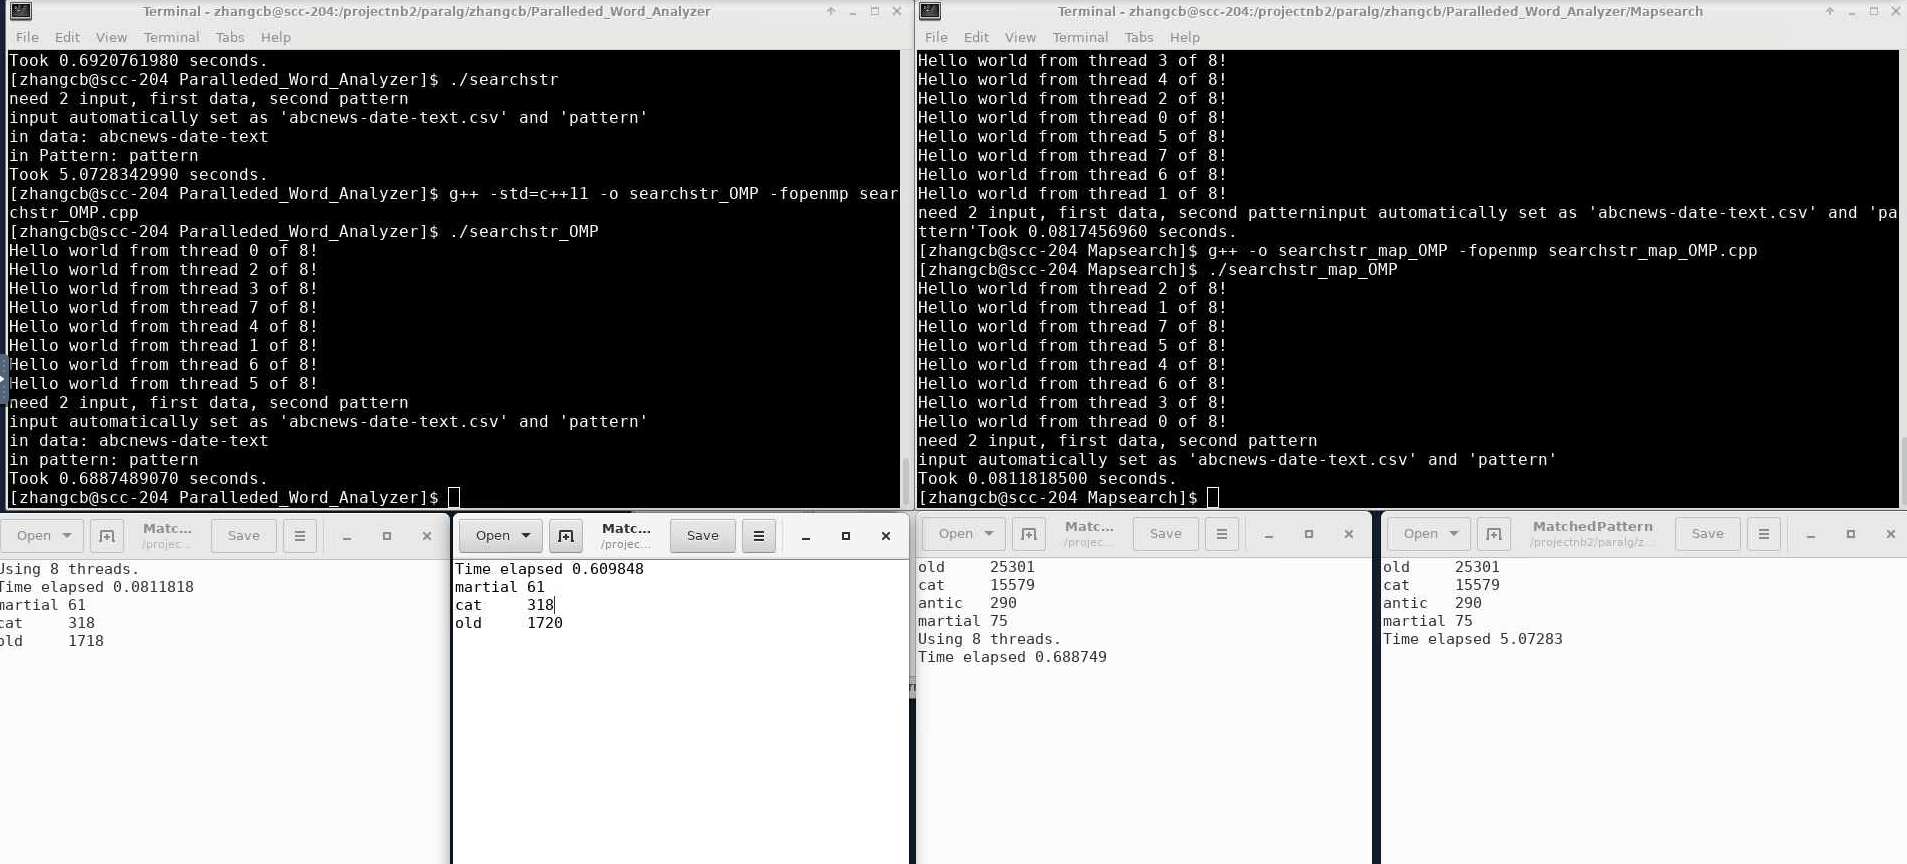 Terminal - zhangcb@scc-204:/projectnb2/paralg/zhangcb/Paralleded_Word_Analyzer
File Edit View Terminal Tabs Help
Took 0.6920761980 seconds.
[zhangcb@scc-204 Paralleded_Word_Analyzer]$ ./searchstr
need 2 input, first data, second pattern
input automatically set as 'abcnews-date-text.csv' and 'pattern'
in data: abcnews-date-text
in Pattern: pattern
Took 5.0728342990 seconds.
[zhangcb@scc-204 Paralleded_Word_Analyzer]$ g++ -std=c++11 -o searchstr_OMP -fopenmp sear
chstr_OMP.cpp
[zhangcb@scc-204 Paralleded_Word_Analyzer]$ ./searchstr_OMP
Hello world from thread 0 of 8!
Hello world from thread 2 of 8!
Hello world from thread 3 of 8!
Hello world from thread 7 of 8!
Hello world from thread 4 of 8!
Hello world from thread 1 of 8!
Hello world from thread 6 of 8!
Hello world from thread 5 of 8!
need 2 input, first data, second pattern
input automatically set as 'abcnews-date-text.csv' and 'pattern'
in data: abcnews-date-text
in pattern: pattern
Took 0.6887489070 seconds.
[zhangcb@scc-204 Paralleded_Word_Analyzer]$
Terminal - zhangcb@scc-204:/projectnb2/paralg/zhangcb/Paralleded_Word_Analyzer/Mapsearch
File Edit View Terminal Tabs Help
Hello world from thread 3 of 8!
Hello world from thread 4 of 8!
Hello world from thread 2 of 8!
Hello world from thread 0 of 8!
Hello world from thread 5 of 8!
Hello world from thread 7 of 8!
Hello world from thread 6 of 8!
Hello world from thread 1 of 8!
need 2 input, first data, second patterninput automatically set as 'abcnews-date-text.csv' and 'pa
ttern'Took 0.0817456960 seconds.
[zhangcb@scc-204 Mapsearch]$ g++ -o searchstr_map_OMP -fopenmp searchstr_map_OMP.cpp
[zhangcb@scc-204 Mapsearch]$ ./searchstr_map_OMP
Hello world from thread 2 of 8!
Hello world from thread 1 of 8!
Hello world from thread 7 of 8!
Hello world from thread 5 of 8!
Hello world from thread 4 of 8!
Hello world from thread 6 of 8!
Hello world from thread 3 of 8!
Hello world from thread 0 of 8!
need 2 input, first data, second pattern
input automatically set as 'abcnews-date-text.csv' and 'pattern'
Took 0.0811818500 seconds.
[zhangcb@scc-204 Mapsearch]$
Open Matc... Save
/projec...
Using 8 threads.
Time elapsed 0.0811818
martial 61
cat 318
old 1718
Open Matc... Save
/projec...
Time elapsed 0.609848
martial 61
cat 318
old 1720
Open Matc... Save
/projec...
old 25301
cat 15579
antic 290
martial 75
Using 8 threads.
Time elapsed 0.688749
Open MatchedPattern Save
/projectnb2/paralg/z...
old 25301
cat 15579
antic 290
martial 75
Time elapsed 5.07283